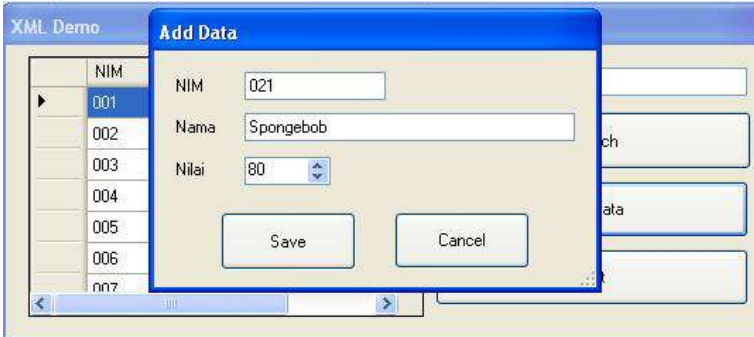 XML Demo
Add Data
NIM
001
002
003
004
005
006
007
NIM 021
Nama Spongebob
Nilai 80
Save Cancel
ch
ata
t